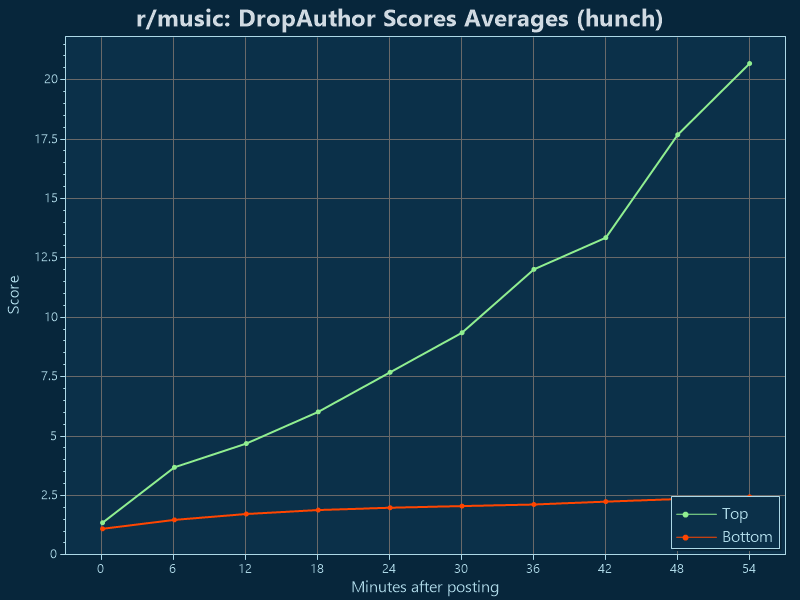 r/music: DropAuthor Scores Averages (hunch)
20
17.5
15
12.5
10
7.5
5
2.5
0
Score
0 6 12 18 24 30 36 42 48 54
Minutes after posting
Top
Bottom